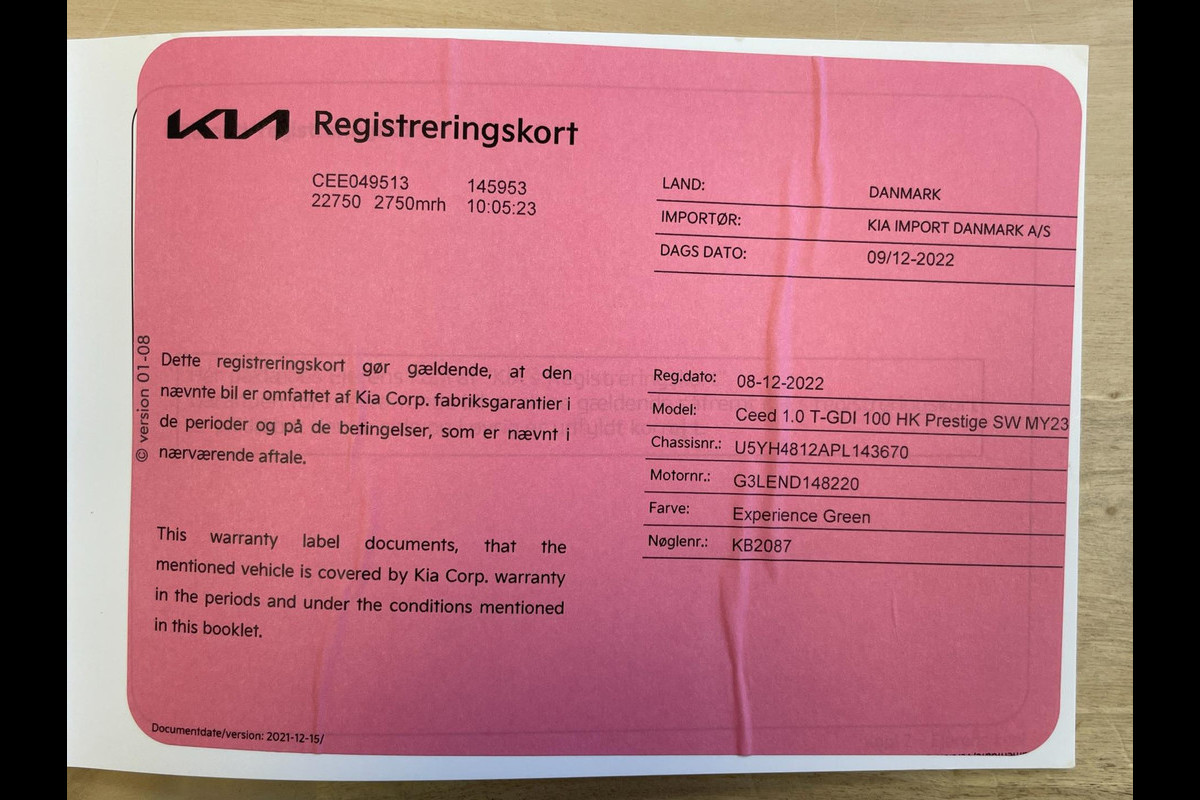 KIA Registreringskort
CEE049513 145953
22750 2750mrh 10:05:23
LAND: DANMARK
IMPORTØR: KIA IMPORT DANMARK A/S
DAGS DATO: 09/12-2022
© version 01-08
Dette registreringskort gør gældende, at den
nævnte bil er omfattet af Kia Corp. fabriksgarantier i
de perioder og på de betingelser, som er nævnt i
nærværende aftale.
Reg.dato: 08-12-2022
Model: Ceed 1.0 T-GDI 100 HK Prestige SW MY23
Chassisnr.: U5YH4812APL143670
Motornr.: G3LEND148220
Farve: Experience Green
Nøglenr.: KB2087
This warranty label documents, that the
mentioned vehicle is covered by Kia Corp. warranty
in the periods and under the conditions mentioned
in this booklet.
Documentdate/version: 2021-12-15/